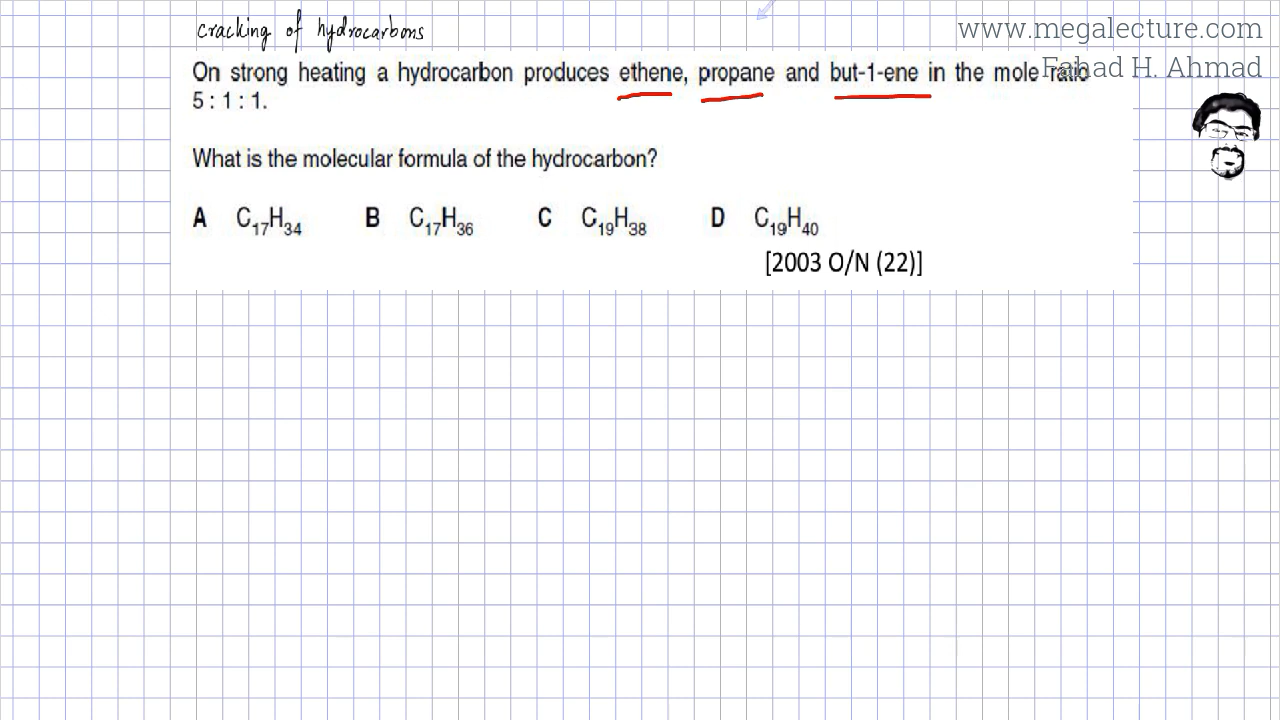 cracking of hydrocarbons
www.megalecture.com
Fahad H. Ahmad
On strong heating a hydrocarbon produces ethene, propane and but-1-ene in the mole ratio
5 : 1 : 1.
What is the molecular formula of the hydrocarbon?
A C₁₇H₃₄ B C₁₇H₃₆ C C₁₉H₃₈ D C₁₉H₄₀
[2003 O/N (22)]